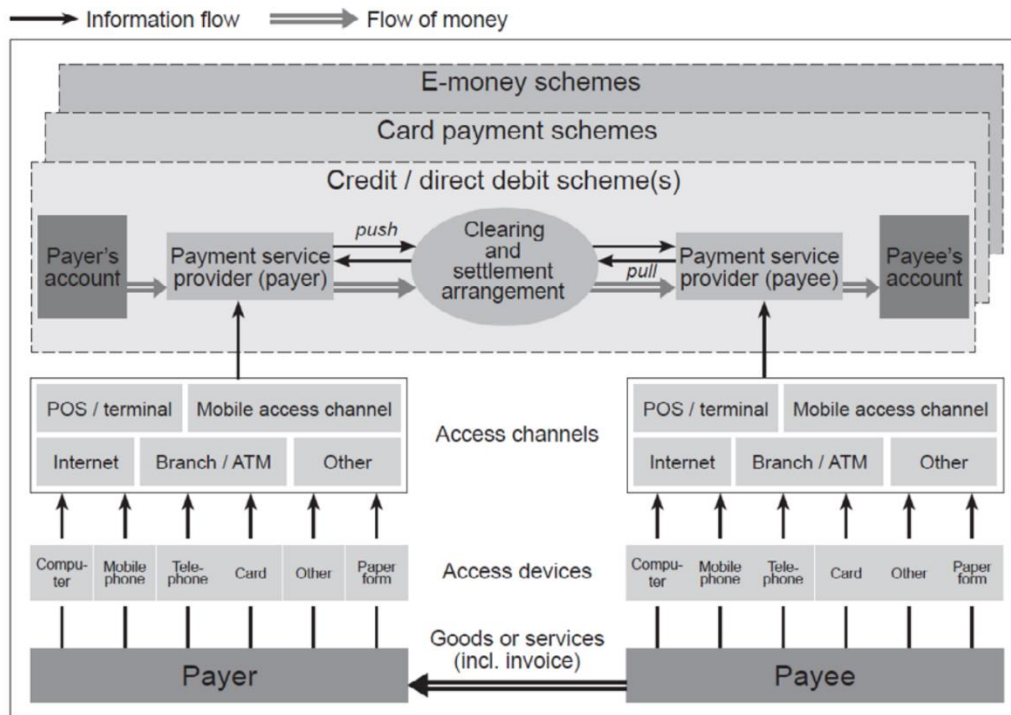 Information flow
Flow of money
E-money schemes
Card payment schemes
Credit / direct debit scheme(s)
Payer's
account
Payment service
provider (payer)
push
Clearing
and
settlement
arrangement
pull
Payment service
provider (payee)
Payee's
account
POS / terminal
Mobile access channel
Internet
Branch / ATM
Other
Access channels
POS / terminal
Mobile access channel
Internet
Branch / ATM
Other
Compu-
ter
Mobile
phone
Tele-
phone
Card
Other
Paper
form
Access devices
Compu-
ter
Mobile
phone
Tele-
phone
Card
Other
Paper
form
Payer
Goods or services
(incl. invoice)
Payee